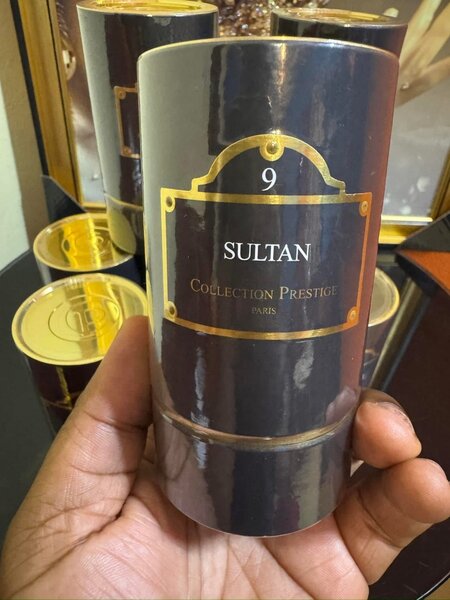 9
SULTAN
COLLECTION PRESTIGE
PARIS